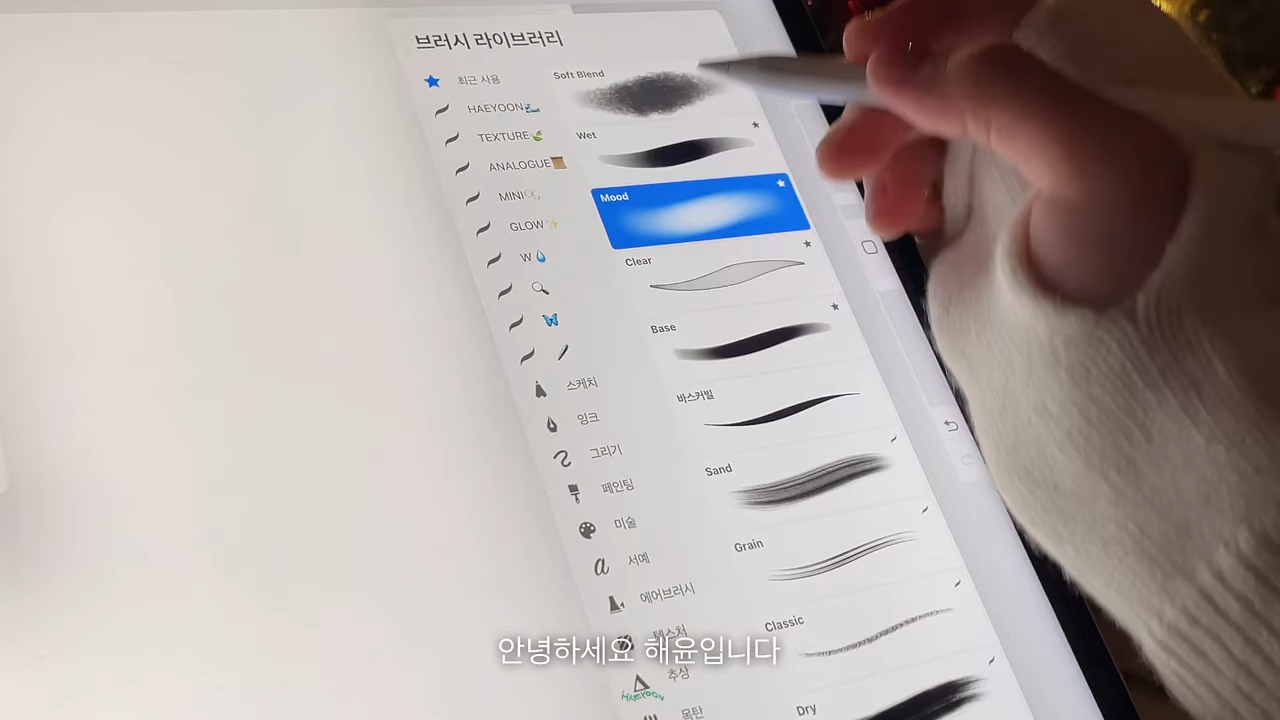 브러시 라이브러리
최근 사용
HAEYOON
TEXTURE
ANALOGUE
MINI
GLOW
W
스케치
잉크
그리기
페인팅
미술
서예
에어브러시
텍스처
추상
목탄
Soft Blend
Wet
Mood
Clear
Base
바스커빌
Sand
Grain
Classic
Dry
안녕하세요 해윤입니다
HAEYOON